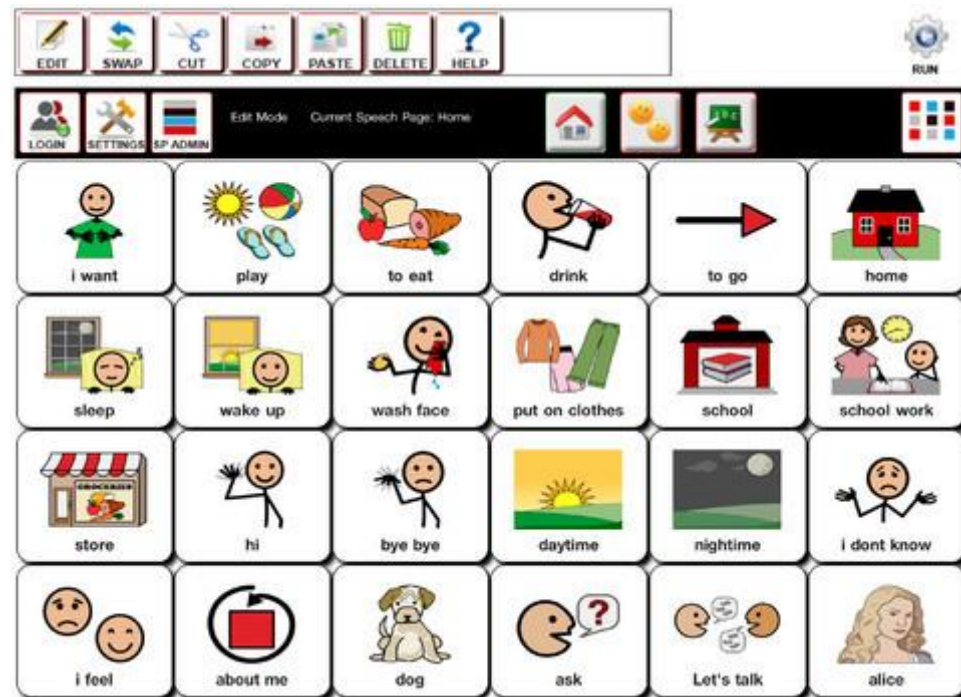 EDIT SWAP CUT COPY PASTE DELETE HELP
RUN
LOGIN SETTINGS SP ADMIN Edit Mode Current Speech Page: Home
i want play to eat drink to go home
sleep wake up wash face put on clothes school school work
GROCERIES
store hi bye bye daytime nightime i dont know
i feel about me dog ask Let's talk alice